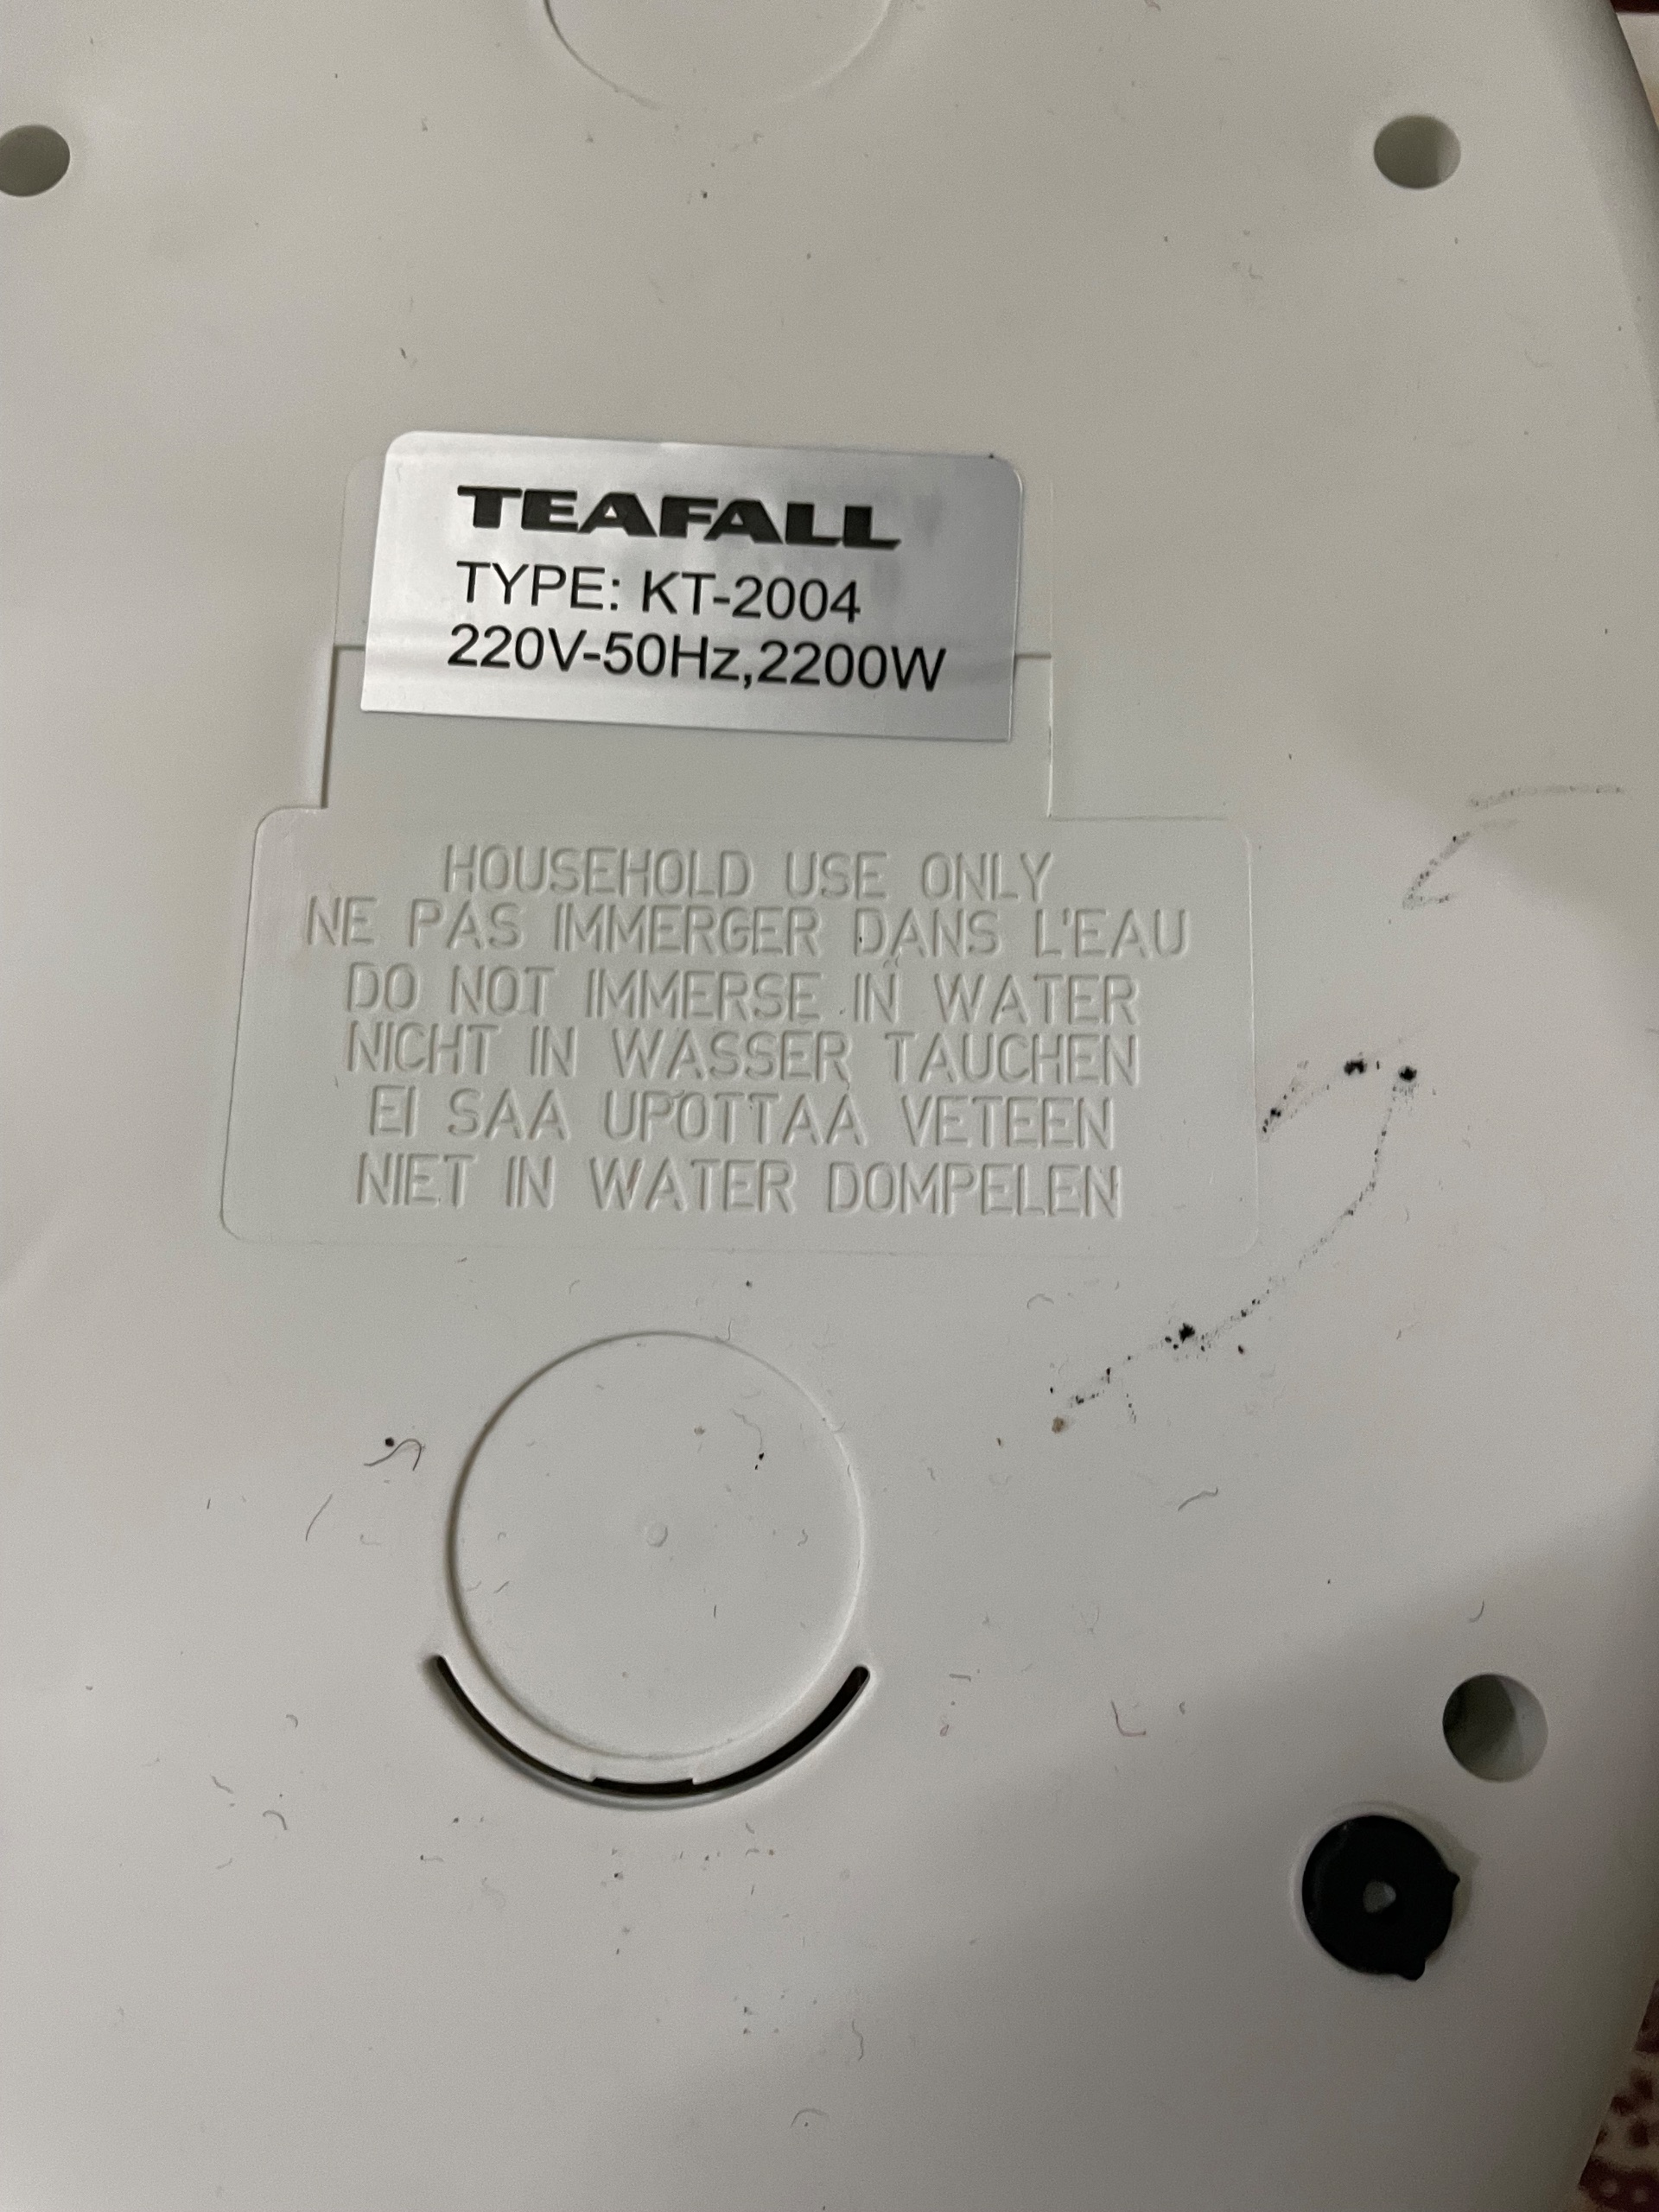 TEAFALL
TYPE: KT-2004
220V-50Hz,2200W
HOUSEHOLD USE ONLY
NE PAS IMMERGER DANS L'EAU
DO NOT IMMERSE IN WATER
NICHT IN WASSER TAUCHEN
EI SAA UPOTTAA VETEEN
NIET IN WATER DOMPELEN